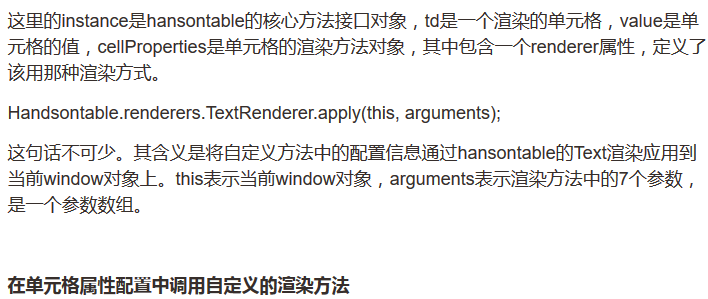 这里的instance是hansontable的核心方法接口对象，td是一个渲染的单元格，value是单
元格的值，cellProperties是单元格的渲染方法对象，其中包含一个renderer属性，定义了
该用那种渲染方式。
Handsontable.renderers.TextRenderer.apply(this, arguments);
这句话不可少。其含义是将自定义方法中的配置信息通过hansontable的Text渲染应用到
当前window对象上。this表示当前window对象，arguments表示渲染方法中的7个参数，
是一个参数数组。
在单元格属性配置中调用自定义的渲染方法